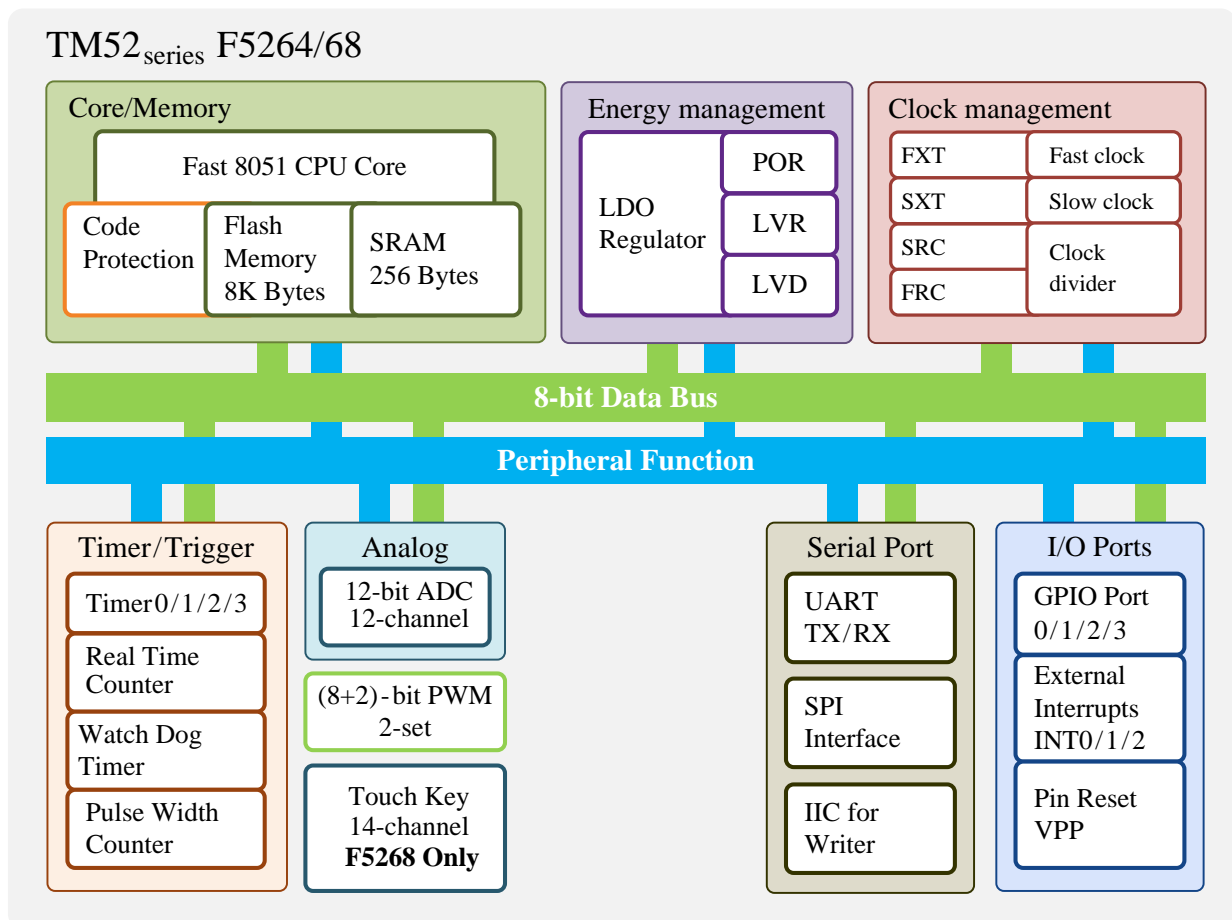 TM52series F5264/68
Core/Memory
Fast 8051 CPU Core
Code
Protection
Flash
Memory
8K Bytes
SRAM
256 Bytes
Energy management
LDO
Regulator
POR
LVR
LVD
Clock management
FXT
SXT
SRC
FRC
Fast clock
Slow clock
Clock
divider
8-bit Data Bus
Peripheral Function
Timer/Trigger
Timer0/1/2/3
Real Time
Counter
Watch Dog
Timer
Pulse Width
Counter
Analog
12-bit ADC
12-channel
(8+2)-bit PWM
2-set
Touch Key
14-channel
F5268 Only
Serial Port
UART
TX/RX
SPI
Interface
IIC for
Writer
I/O Ports
GPIO Port
0/1/2/3
External
Interrupts
INT0/1/2
Pin Reset
VPP